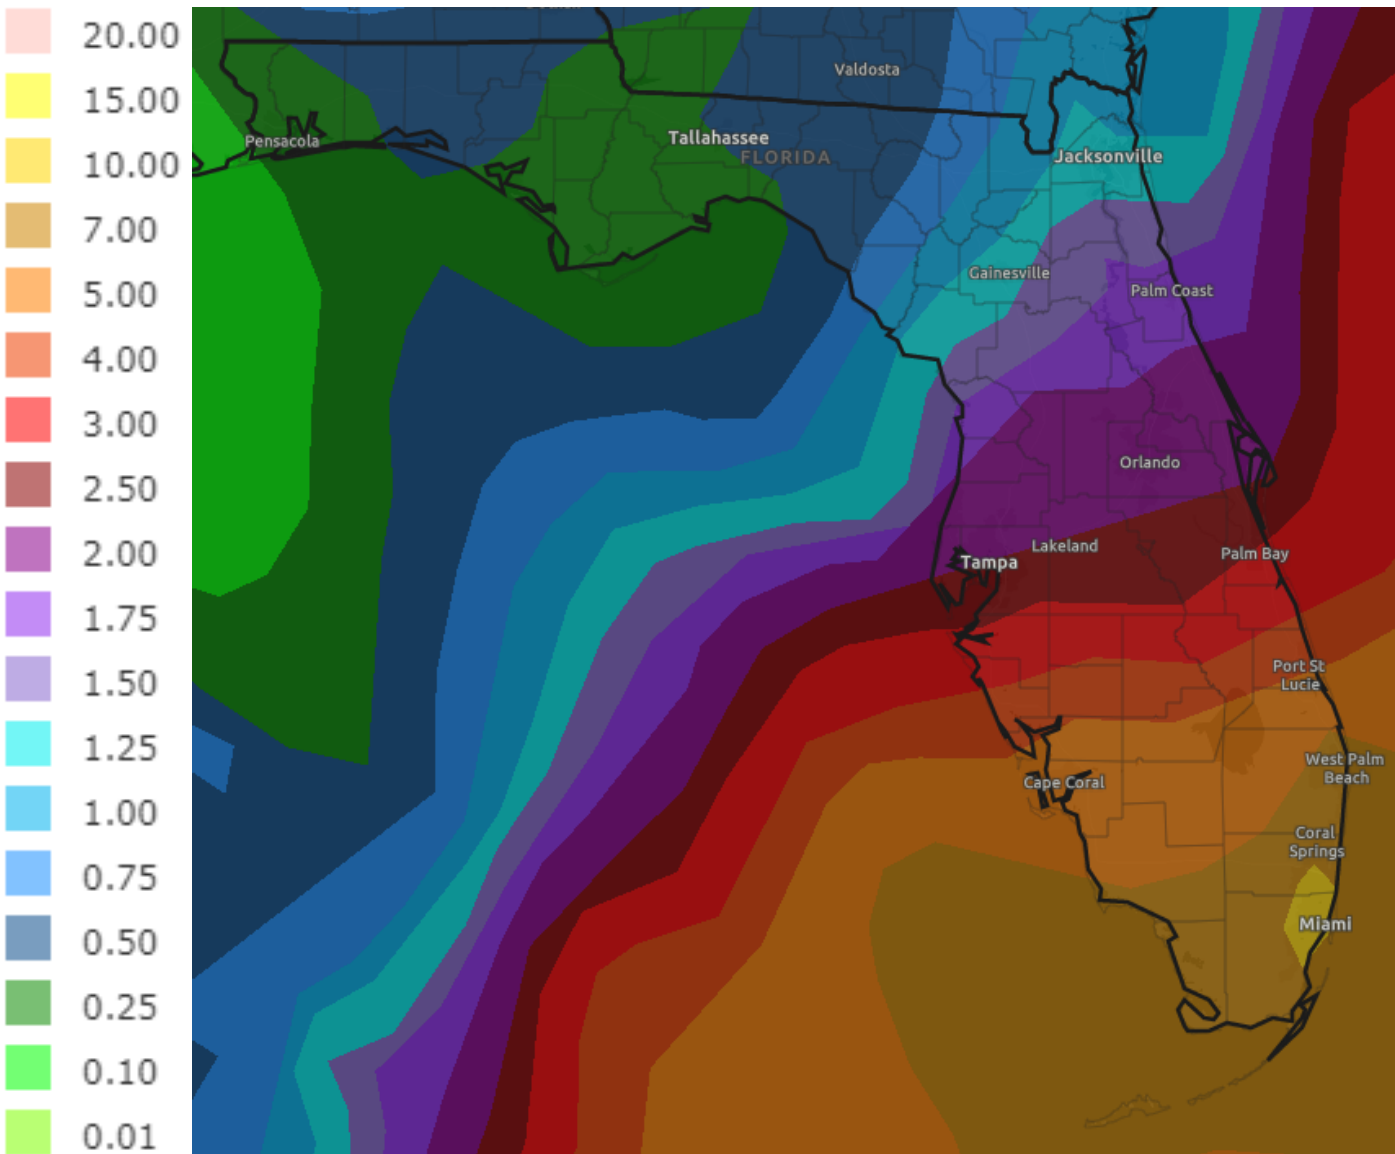 20.00
15.00
10.00
7.00
5.00
4.00
3.00
2.50
2.00
1.75
1.50
1.25
1.00
0.75
0.50
0.25
0.10
0.01
Valdosta
Pensacola
Tallahassee
FLORIDA
Jacksonville
Gainesville
Palm Coast
Orlando
Lakeland
Tampa
Palm Bay
Port St
Lucie
West Palm
Beach
Cape Coral
Coral
Springs
Miami